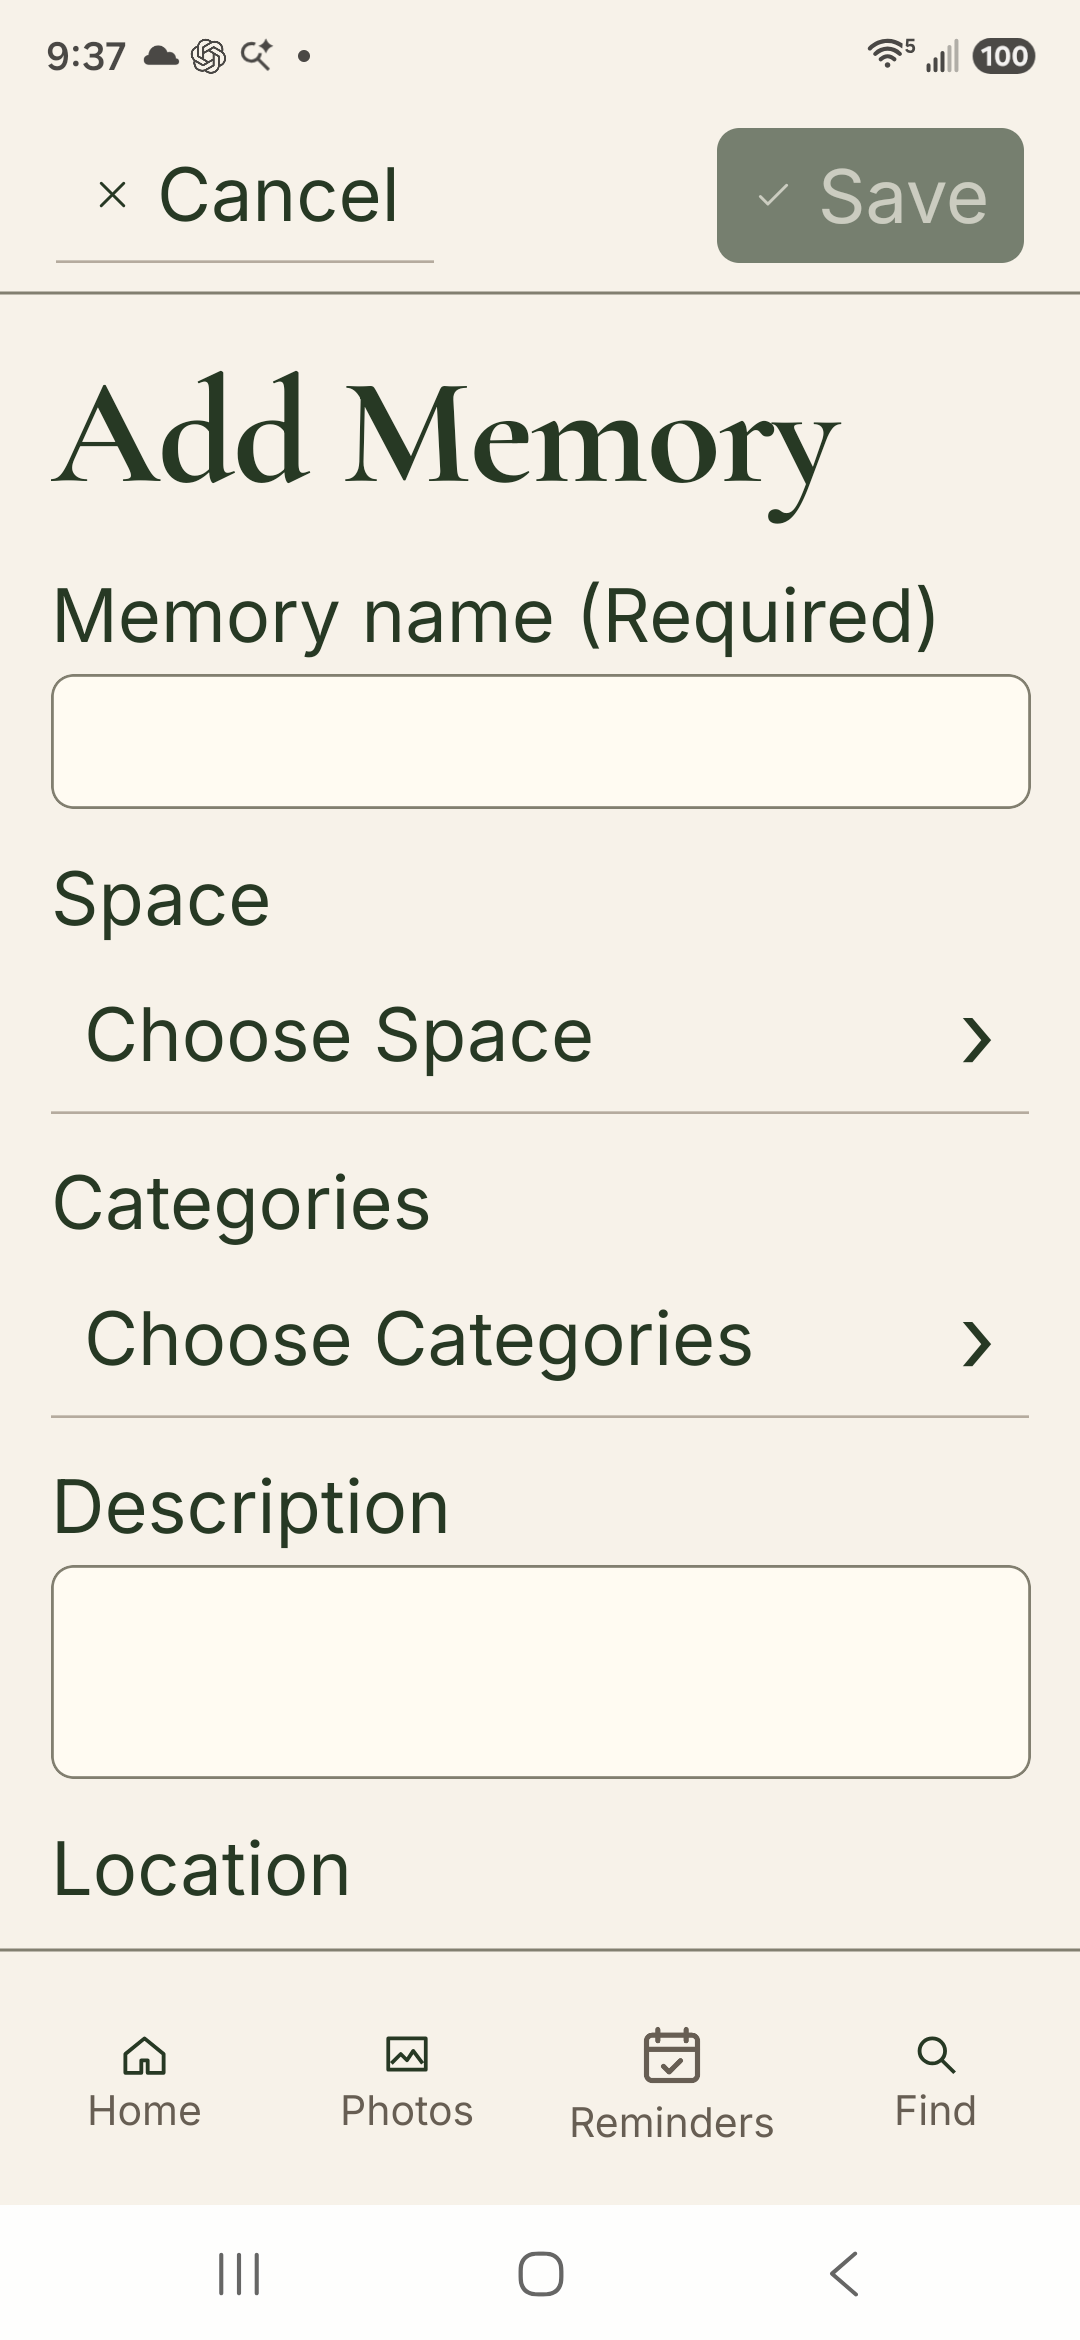 9:37
5
100
Cancel
Save
Add Memory
Memory name (Required)
Space
Choose Space
Categories
Choose Categories
Description
Location
Home
Photos
Reminders
Find